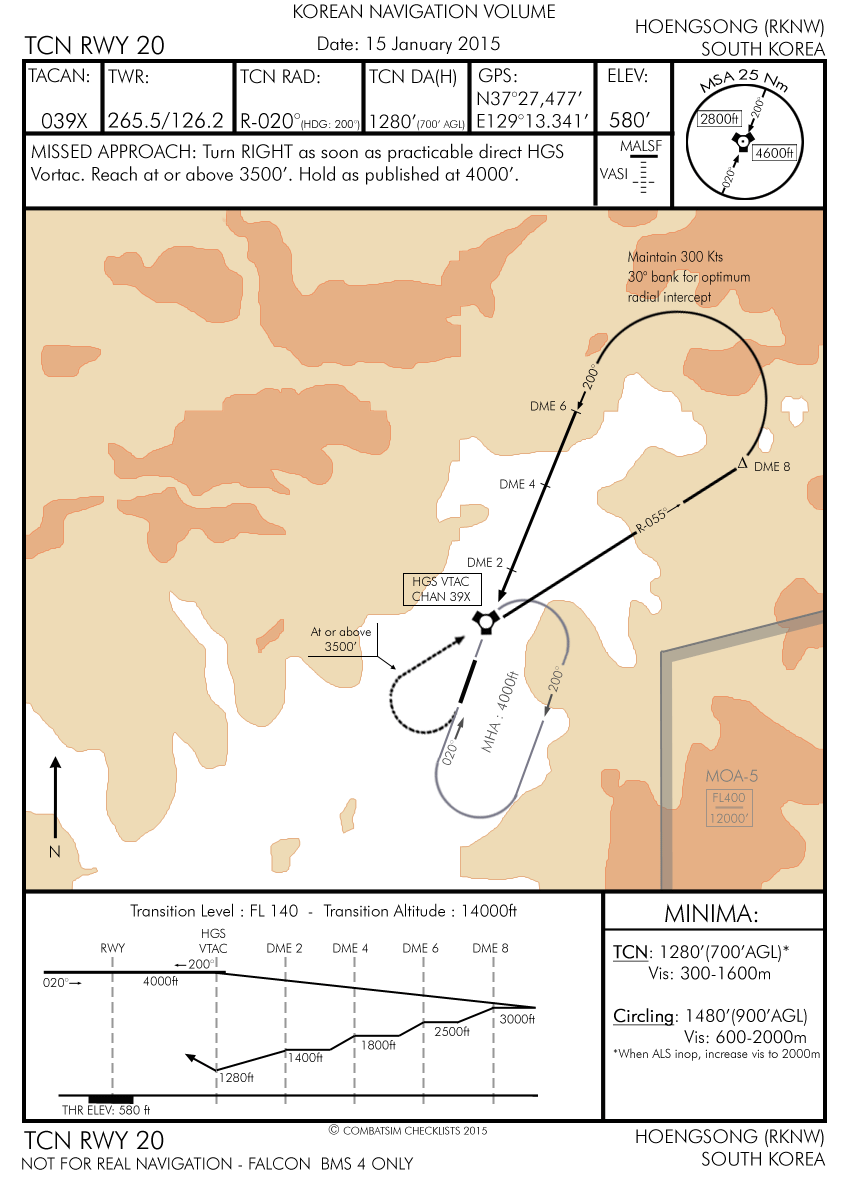 KOREAN NAVIGATION VOLUME
TCN RWY 20
Date: 15 January 2015
HOENGSONG (RKNW)
SOUTH KOREA
TACAN:
039X
TWR:
265.5/126.2
TCN RAD:
R-020°(HDG: 200°)
TCN DA(H)
1280'(700' AGL)
GPS:
N37°27,477'
E129°13.341'
ELEV:
580'
MSA 25 Nm
2800ft
200°
4600ft
020°
MISSED APPROACH: Turn RIGHT as soon as practicable direct HGS
Vortac. Reach at or above 3500'. Hold as published at 4000'.
MALSF
VASI
Maintain 300 Kts
30° bank for optimum
radial intercept
200°
DME 6
DME 8
DME 4
R-055°
DME 2
HGS VTAC
CHAN 39X
At or above
3500'
MHA : 4000ft
200°
020°
MOA-5
FL400
12000'
N
Transition Level : FL 140 - Transition Altitude : 14000ft
RWY
HGS
VTAC
DME 2
DME 4
DME 6
DME 8
200°
020°
4000ft
3000ft
2500ft
1800ft
1400ft
1280ft
THR ELEV: 580 ft
MINIMA:
TCN: 1280'(700'AGL)*
Vis: 300-1600m
Circling: 1480'(900'AGL)
Vis: 600-2000m
*When ALS inop, increase vis to 2000m
© COMBATSIM CHECKLISTS 2015
TCN RWY 20
NOT FOR REAL NAVIGATION - FALCON BMS 4 ONLY
HOENGSONG (RKNW)
SOUTH KOREA